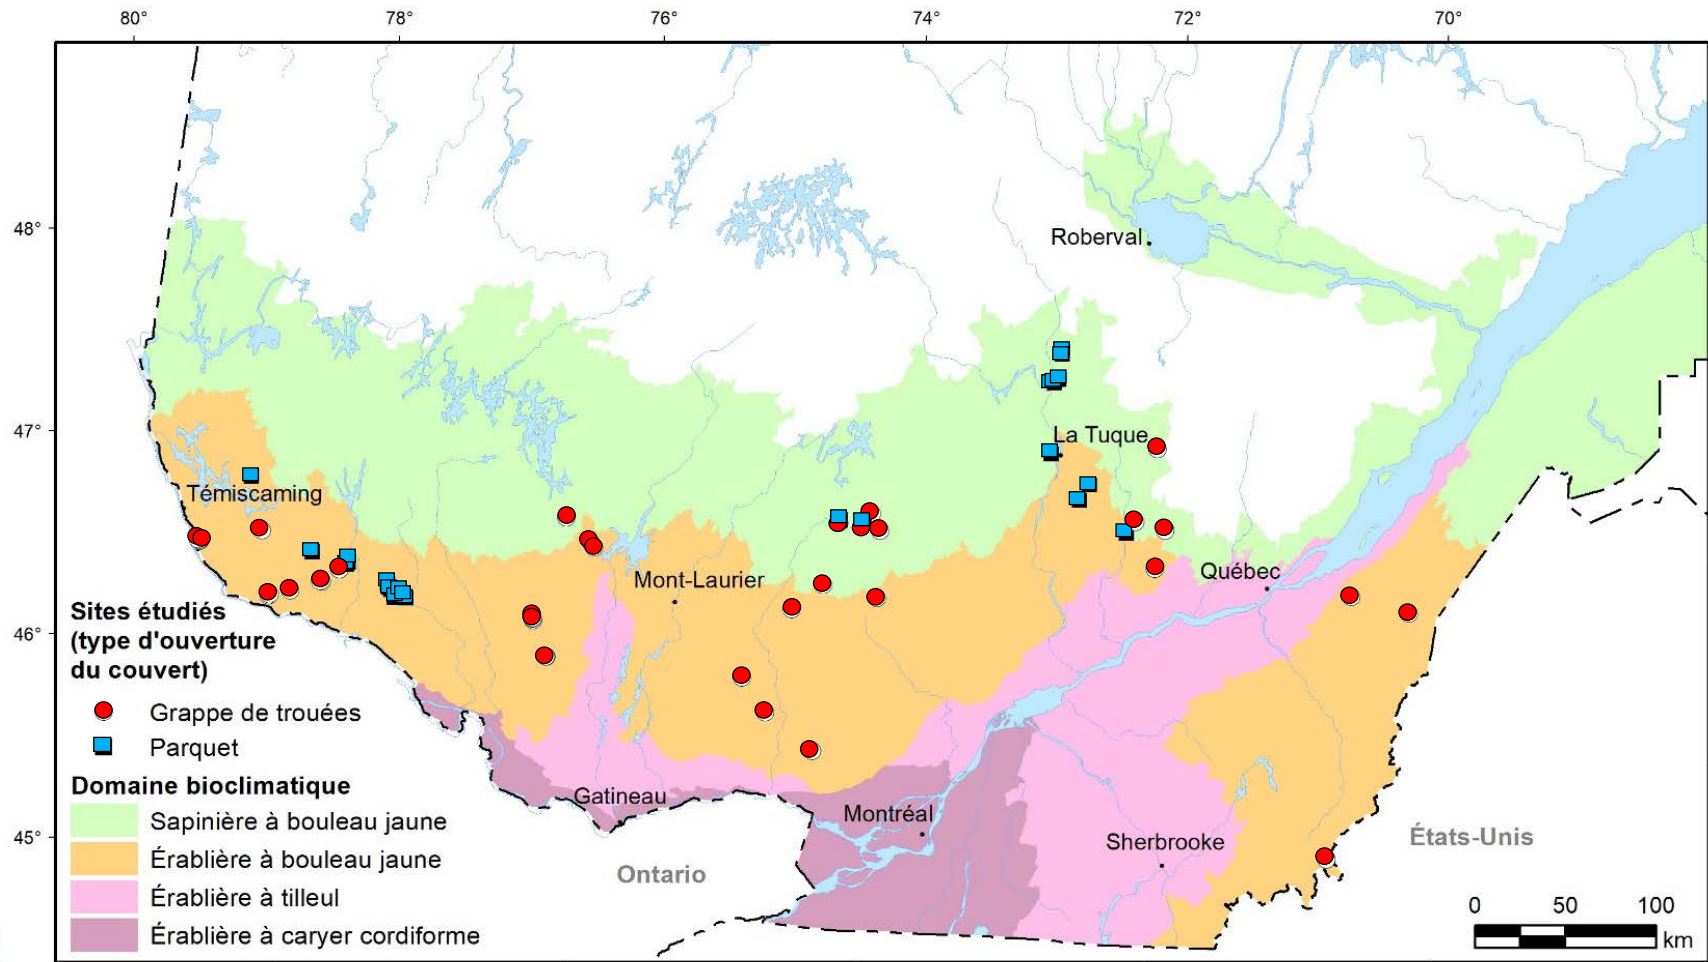 80° 78° 76° 74° 72° 70°
48°
Roberval
47°
La Tuque
Témiscaming
Mont-Laurier
Québec
46°
Sites étudiés
(type d'ouverture
du couvert)
Grappe de trouées
Parquet
Domaine bioclimatique
Sapinière à bouleau jaune
Érablière à bouleau jaune
Érablière à tilleul
Érablière à caryer cordiforme
Gatineau
Montréal
45°
Sherbrooke
États-Unis
Ontario
0 50 100
km